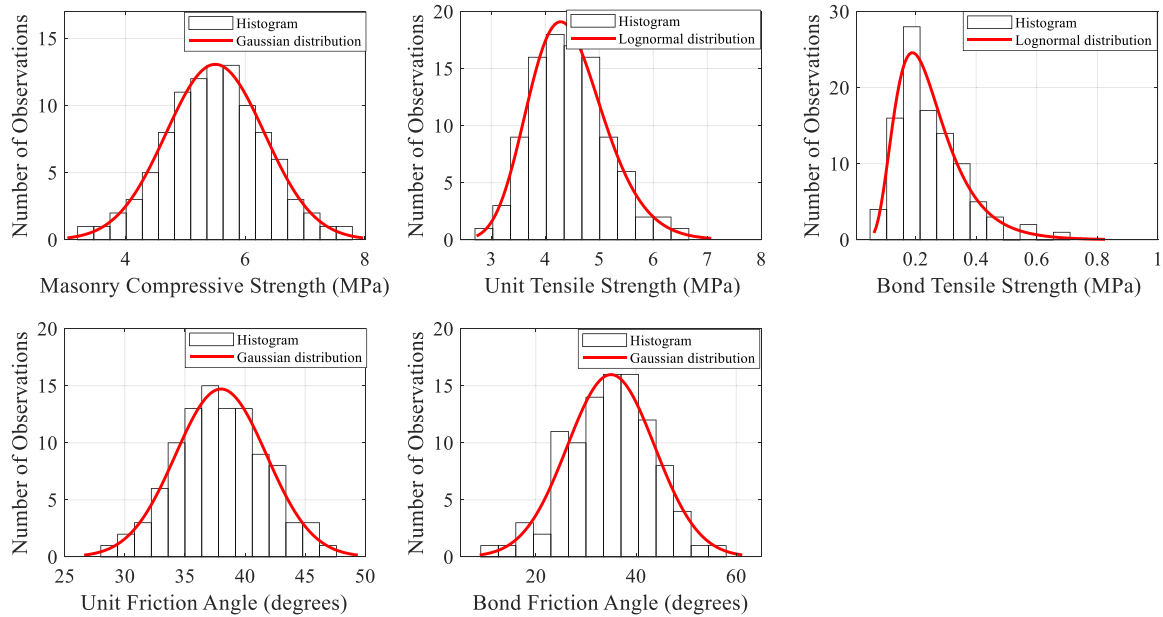 Number of Observations
15
10
5
0
4
6
8
Histogram
Gaussian distribution
Masonry Compressive Strength (MPa)
Number of Observations
20
15
10
5
0
3
4
5
6
7
8
Histogram
Lognormal distribution
Unit Tensile Strength (MPa)
Number of Observations
30
20
10
0
0.2
0.4
0.6
0.8
1
Histogram
Lognormal distribution
Bond Tensile Strength (MPa)
Number of Observations
20
15
10
5
0
25
30
35
40
45
50
Histogram
Gaussian distribution
Unit Friction Angle (degrees)
Number of Observations
20
15
10
5
0
20
40
60
Histogram
Gaussian distribution
Bond Friction Angle (degrees)